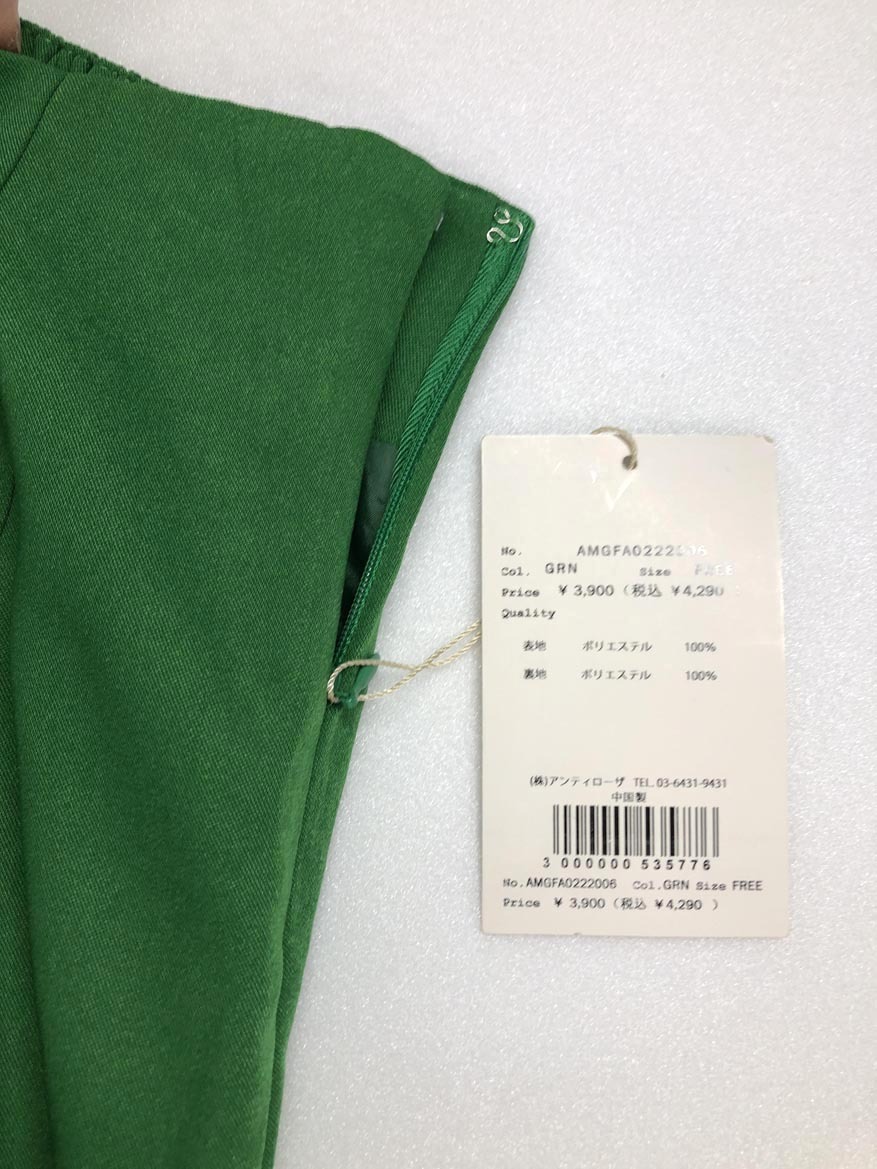 No. AMGFA0222206
Col. GRN Size FREE
Price ¥ 3,900 (税込 ¥4,290 )
Quality
表地 ポリエステル 100%
裏地 ポリエステル 100%
(株)アンティローザ TEL.03-6431-9431
中国製
3 000000 535776
No.AMGFA0222006 Col.GRN Size FREE
Price ¥ 3,900 (税込 ¥4,290 )